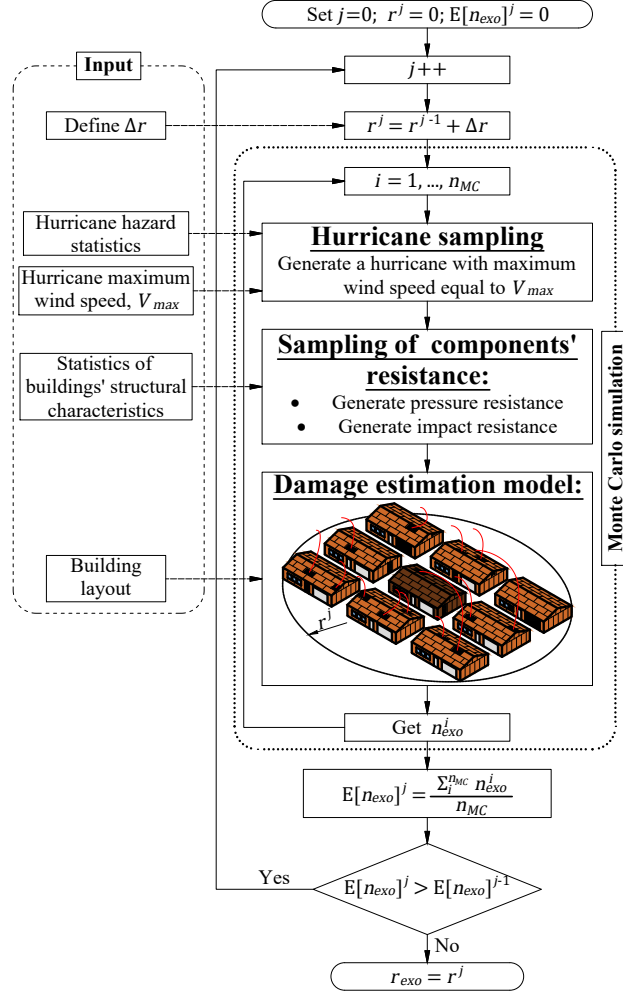 Set j=0; r^j = 0; E[n_exo]^j = 0
Input
j++
Define Δr
r^j = r^{j-1} + Δr
i = 1, ..., n_MC
Hurricane hazard
statistics
Hurricane sampling
Generate a hurricane with maximum
wind speed equal to V_max
Hurricane maximum
wind speed, V_max
Sampling of components'
resistance:
• Generate pressure resistance
• Generate impact resistance
Statistics of
buildings' structural
characteristics
Monte Carlo simulation
Damage estimation model:
Building
layout
r^j
Get n_exo^i
E[n_exo]^j = Σ_i^{n_MC} n_exo^i / n_MC
Yes
E[n_exo]^j > E[n_exo]^{j-1}
No
r_exo = r^j